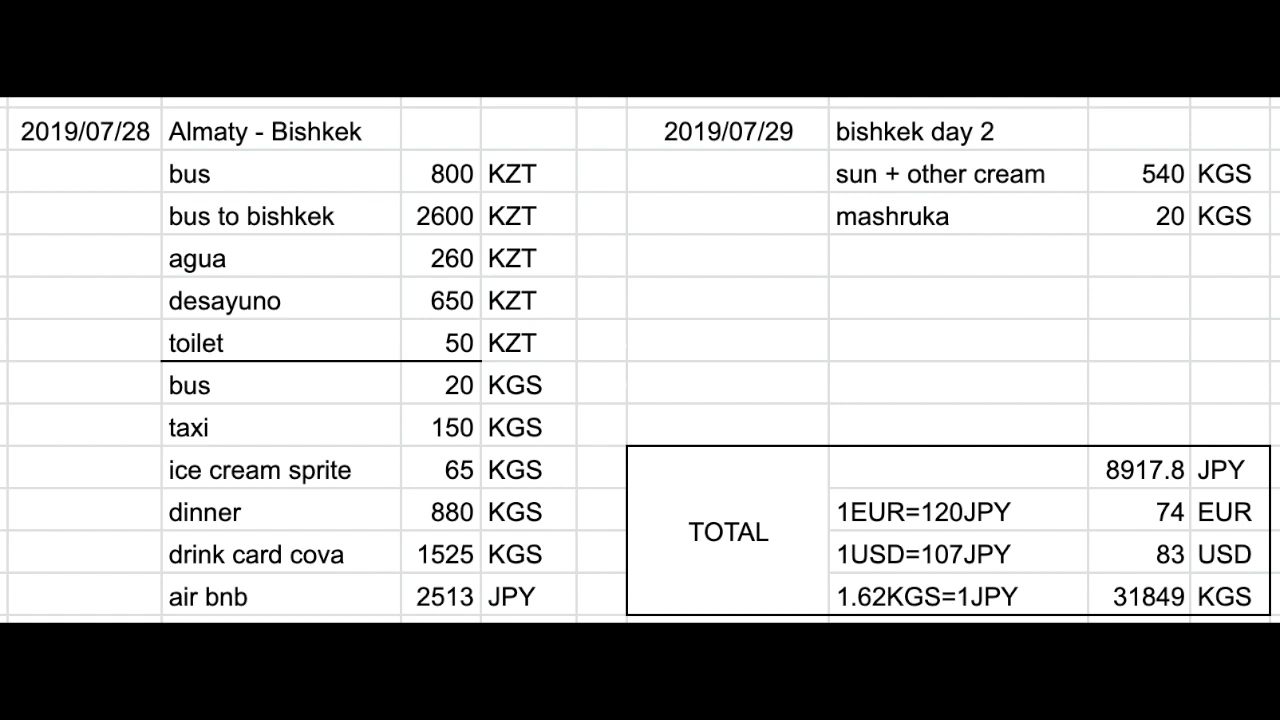 2019/07/28 Almaty - Bishkek
bus 800 KZT
bus to bishkek 2600 KZT
agua 260 KZT
desayuno 650 KZT
toilet 50 KZT
bus 20 KGS
taxi 150 KGS
ice cream sprite 65 KGS
dinner 880 KGS
drink card cova 1525 KGS
air bnb 2513 JPY
2019/07/29 bishkek day 2
sun + other cream 540 KGS
mashruka 20 KGS
TOTAL
8917.8 JPY
1EUR=120JPY 74 EUR
1USD=107JPY 83 USD
1.62KGS=1JPY 31849 KGS